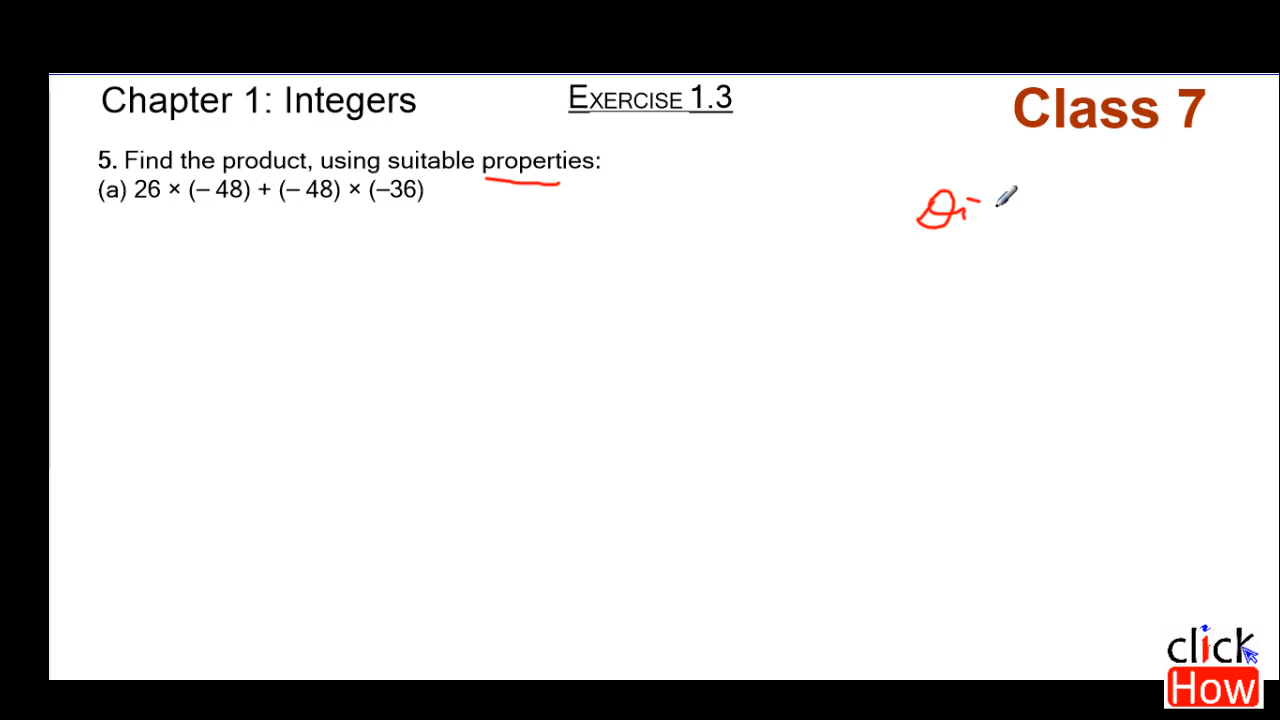 Chapter 1: Integers
EXERCISE 1.3
Class 7
5. Find the product, using suitable properties:
(a) 26 × (– 48) + (– 48) × (–36)
Di
click
How